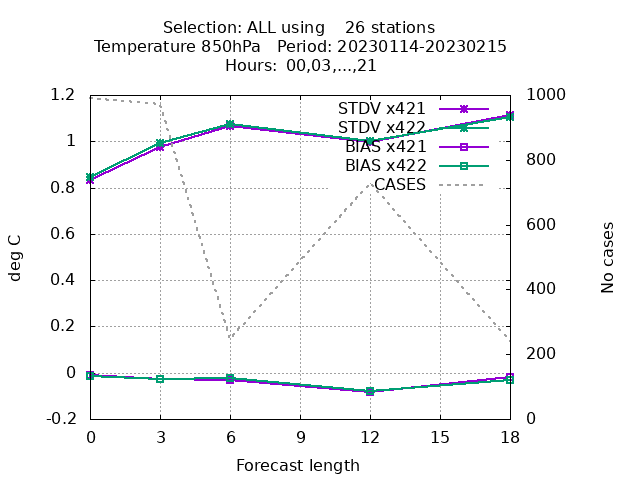 Selection: ALL using 26 stations
Temperature 850hPa Period: 20230114-20230215
Hours: 00,03,...,21
1.2
1
0.8
0.6
0.4
0.2
0
-0.2
deg C
STDV x421
STDV x422
BIAS x421
BIAS x422
CASES
1000
800
600
400
200
0
No cases
0 3 6 9 12 15 18
Forecast length